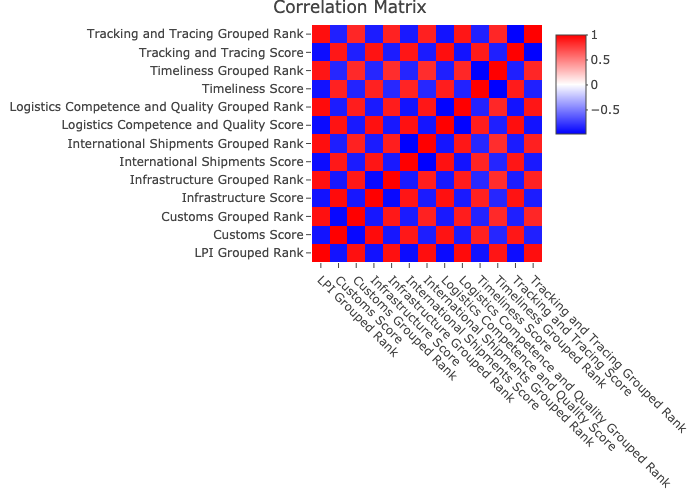 Correlation Matrix
Tracking and Tracing Grouped Rank
Tracking and Tracing Score
Timeliness Grouped Rank
Timeliness Score
Logistics Competence and Quality Grouped Rank
Logistics Competence and Quality Score
International Shipments Grouped Rank
International Shipments Score
Infrastructure Grouped Rank
Infrastructure Score
Customs Grouped Rank
Customs Score
LPI Grouped Rank
1
0.5
0
−0.5
LPI Grouped Rank
Customs Score
Customs Grouped Rank
Infrastructure Score
Infrastructure Grouped Rank
International Shipments Score
International Shipments Grouped Rank
Logistics Competence and Quality Score
Logistics Competence and Quality Grouped Rank
Timeliness Score
Timeliness Grouped Rank
Tracking and Tracing Score
Tracking and Tracing Grouped Rank